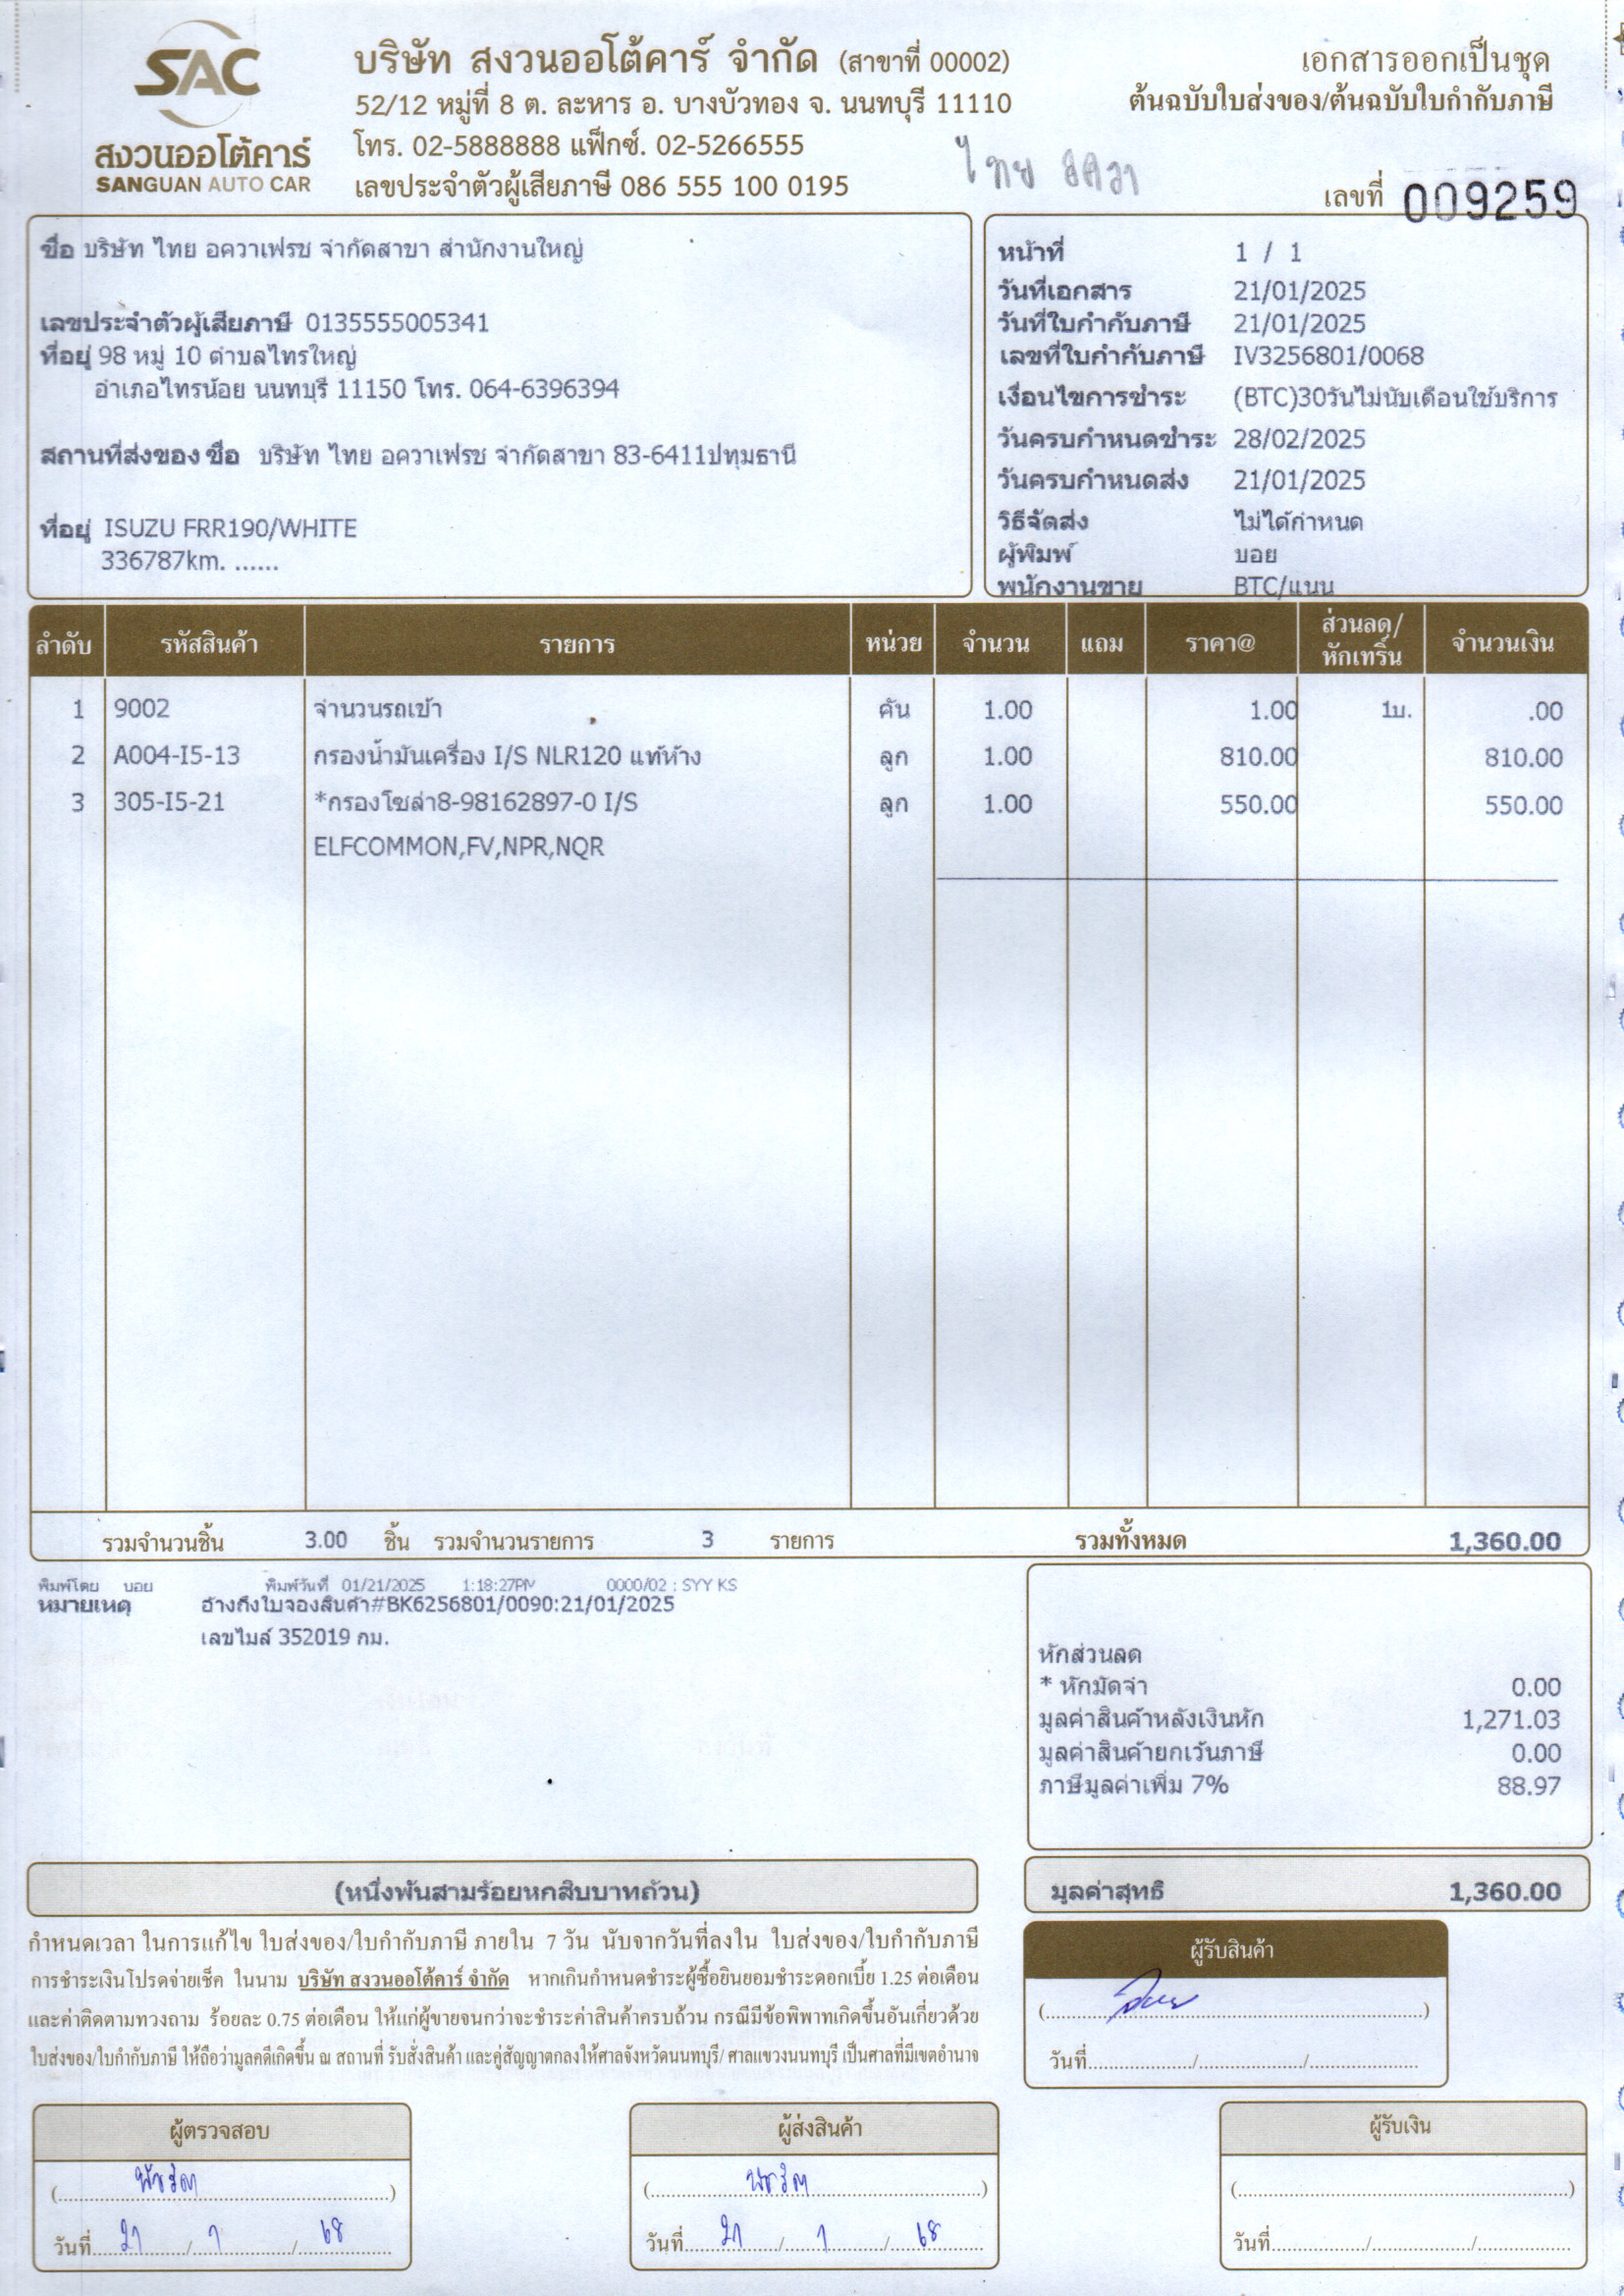 SAC
สงวนออโต้คาร์
SANGUAN AUTO CAR
บริษัท สงวนออโต้คาร์ จำกัด (สาขาที่ 00002)
52/12 หมู่ที่ 8 ต. ละหาร อ. บางบัวทอง จ. นนทบุรี 11110
โทร. 02-5888888 แฟ็กซ์. 02-5266555
เลขประจำตัวผู้เสียภาษี 086 555 100 0195
เอกสารออกเป็นชุด
ต้นฉบับใบส่งของ/ต้นฉบับใบกำกับภาษี
ไทย อควา
เลขที่ 009259
ชื่อ บริษัท ไทย อควาเฟรช จำกัดสาขา สำนักงานใหญ่
เลขประจำตัวผู้เสียภาษี 0135555005341
ที่อยู่ 98 หมู่ 10 ตำบลไทรใหญ่
อำเภอไทรน้อย นนทบุรี 11150 โทร. 064-6396394
สถานที่ส่งของ ชื่อ บริษัท ไทย อควาเฟรช จำกัดสาขา 83-6411ปทุมธานี
ที่อยู่ ISUZU FRR190/WHITE
336787km. ......
หน้าที่ 1 / 1
วันที่เอกสาร 21/01/2025
วันที่ใบกำกับภาษี 21/01/2025
เลขที่ใบกำกับภาษี IV3256801/0068
เงื่อนไขการชำระ (BTC)30วันไม่นับเดือนใช้บริการ
วันครบกำหนดชำระ 28/02/2025
วันครบกำหนดส่ง 21/01/2025
วิธีจัดส่ง ไม่ได้กำหนด
ผู้พิมพ์ บอย
พนักงานขาย BTC/แนน
ลำดับ รหัสสินค้า รายการ หน่วย จำนวน แถม ราคา@ ส่วนลด/หักเทริ์น จำนวนเงิน
1 9002 จำนวนรถเข้า คัน 1.00 1.00 1บ. .00
2 A004-I5-13 กรองน้ำมันเครื่อง I/S NLR120 แท้ห้าง ลูก 1.00 810.00 810.00
3 305-I5-21 *กรองโซล่า8-98162897-0 I/S ลูก 1.00 550.00 550.00
ELFCOMMON,FV,NPR,NQR
รวมจำนวนชิ้น 3.00 ชิ้น รวมจำนวนรายการ 3 รายการ รวมทั้งหมด 1,360.00
พิมพ์โดย บอย พิมพ์วันที่ 01/21/2025 1:18:27PM 0000/02 : SYY KS
หมายเหตุ อ้างถึงใบจองสินค้า#BK6256801/0090:21/01/2025
เลขไมล์ 352019 กม.
หักส่วนลด
* หักมัดจำ 0.00
มูลค่าสินค้าหลังเงินหัก 1,271.03
มูลค่าสินค้ายกเว้นภาษี 0.00
ภาษีมูลค่าเพิ่ม 7% 88.97
(หนึ่งพันสามร้อยหกสิบบาทถ้วน)
มูลค่าสุทธิ 1,360.00
กำหนดเวลา ในการแก้ไข ใบส่งของ/ใบกำกับภาษี ภายใน 7 วัน นับจากวันที่ลงใน ใบส่งของ/ใบกำกับภาษี
การชำระเงินโปรดจ่ายเช็ค ในนาม บริษัท สงวนออโต้คาร์ จำกัด หากเกินกำหนดชำระผู้ซื้อยินยอมชำระดอกเบี้ย 1.25 ต่อเดือน
และค่าติดตามทวงถาม ร้อยละ 0.75 ต่อเดือน ให้แก่ผู้ขายจนกว่าจะชำระค่าสินค้าครบถ้วน กรณีมีข้อพิพาทเกิดขึ้นอันเกี่ยวด้วย
ใบส่งของ/ใบกำกับภาษี ให้ถือว่ามูลคดีเกิดขึ้น ณ สถานที่ รับสั่งสินค้า และคู่สัญญาตกลงให้ศาลจังหวัดนนทบุรี/ ศาลแขวงนนทบุรี เป็นศาลที่มีเขตอำนาจ
ผู้รับสินค้า
วันที่......./......./.......
ผู้ตรวจสอบ
วันที่ 21 / 1 / 68
ผู้ส่งสินค้า
วันที่ 21 / 1 / 68
ผู้รับเงิน
(..............................)
วันที่......./......./.......